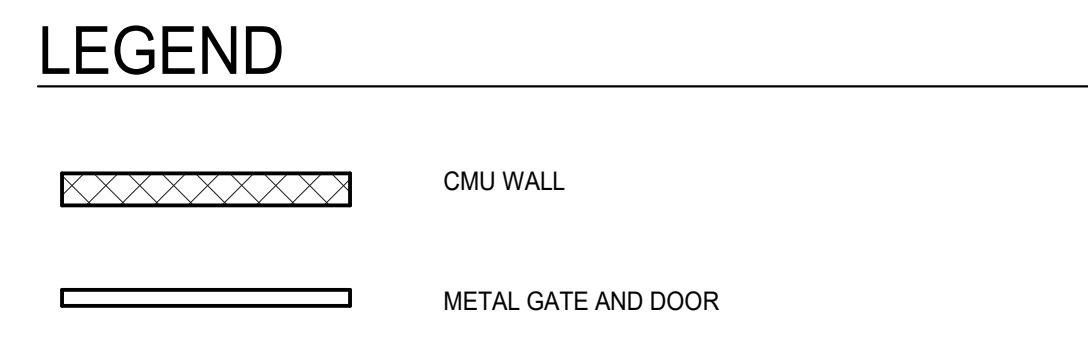 LEGEND
CMU WALL
METAL GATE AND DOOR